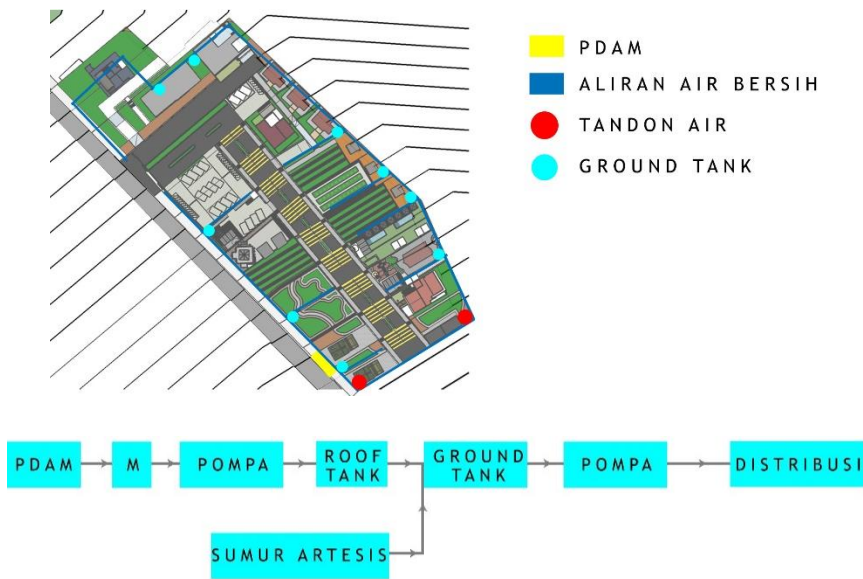 PDAM
ALIRAN AIR BERSIH
TANDON AIR
GROUND TANK
PDAM
M
POMPA
ROOF
TANK
GROUND
TANK
POMPA
DISTRIBUSI
SUMUR ARTESIS